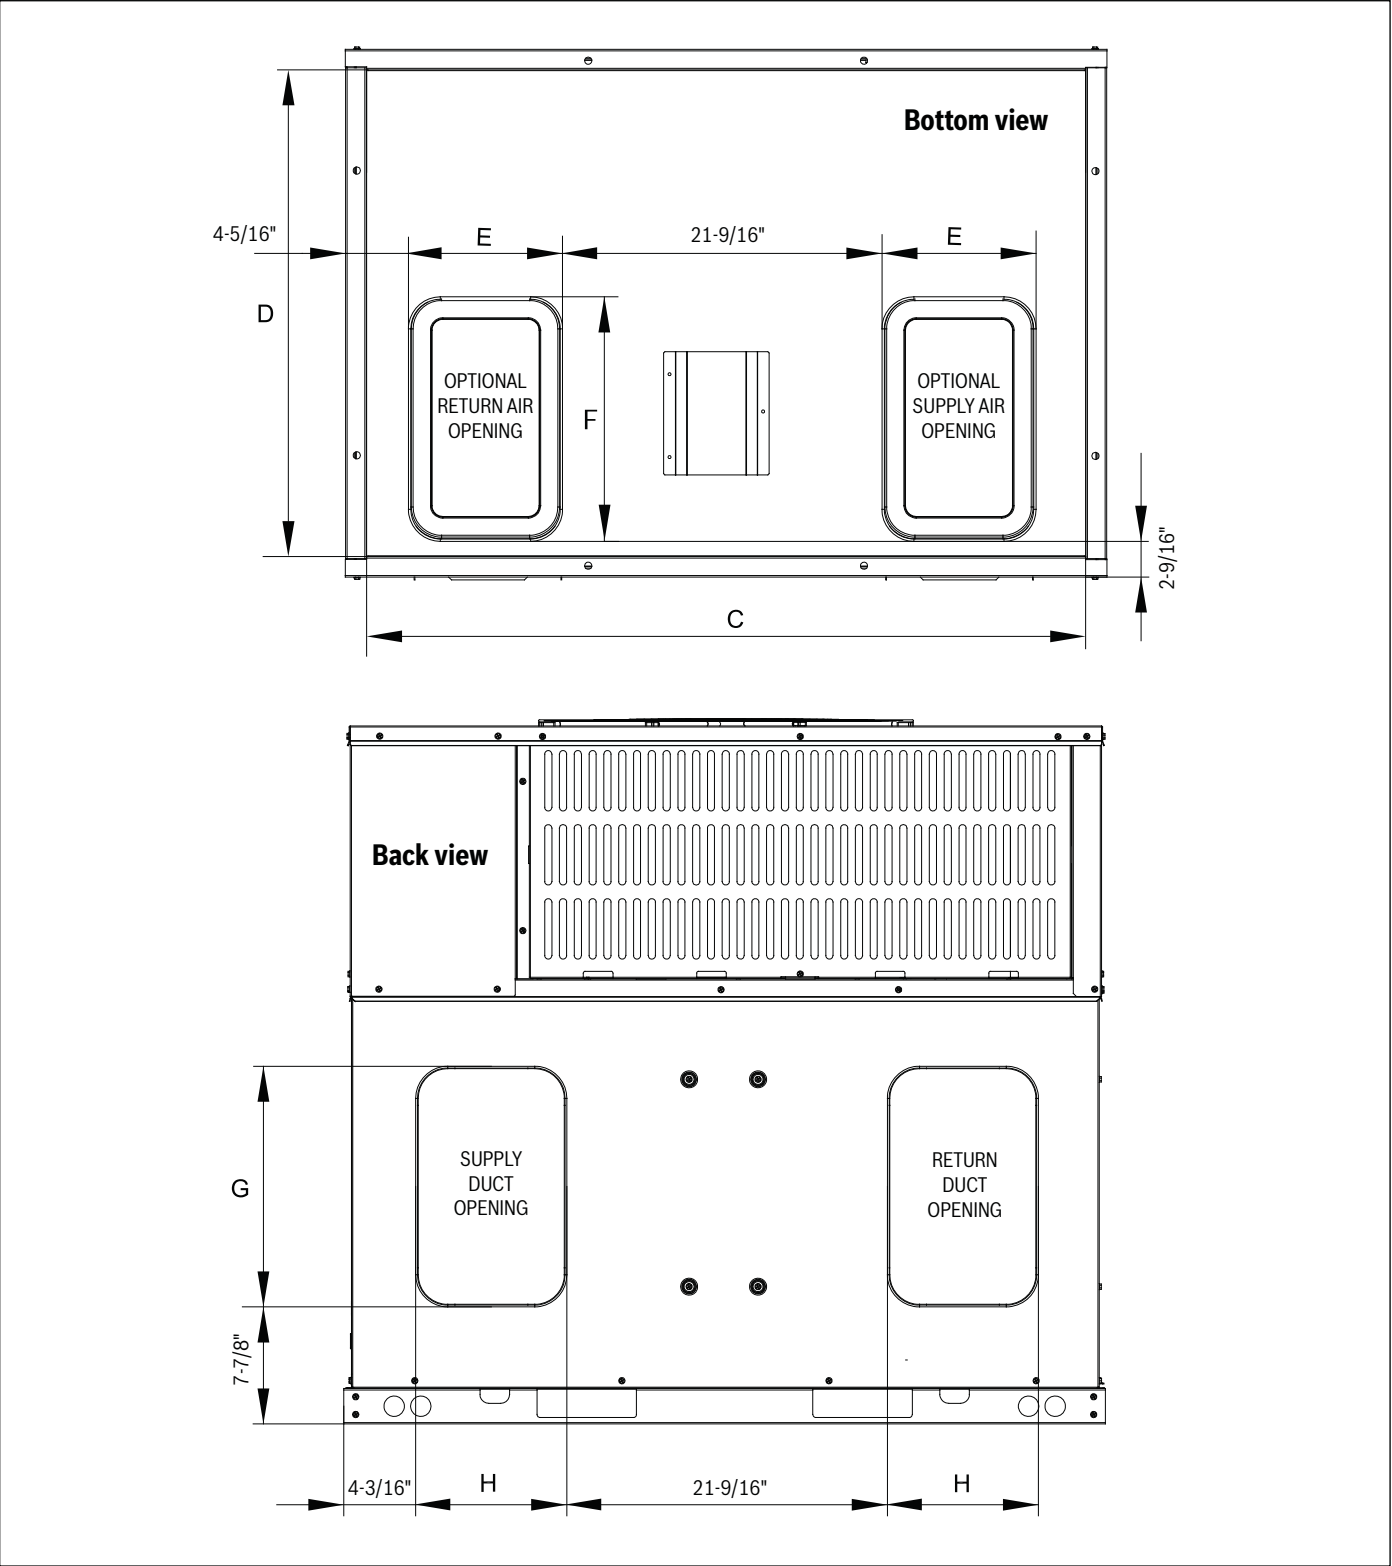 Bottom view
4-5/16"
E
21-9/16"
E
D
OPTIONAL
RETURN AIR
OPENING
F
OPTIONAL
SUPPLY AIR
OPENING
2-9/16"
C
Back view
G
SUPPLY
DUCT
OPENING
RETURN
DUCT
OPENING
7-7/8"
4-3/16"
H
21-9/16"
H